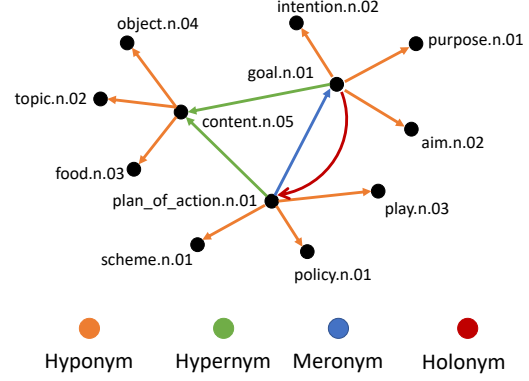 intention.n.02
object.n.04
purpose.n.01
goal.n.01
topic.n.02
content.n.05
aim.n.02
food.n.03
plan_of_action.n.01
play.n.03
scheme.n.01
policy.n.01
Hyponym Hypernym Meronym Holonym